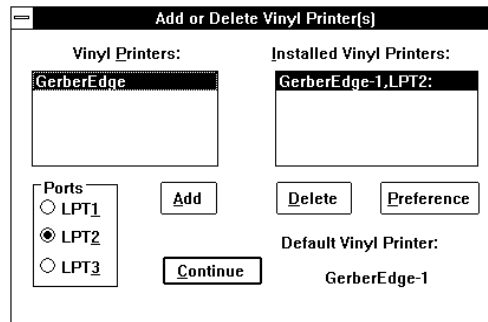 Add or Delete Vinyl Printer(s)
Vinyl Printers:
GerberEdge
Installed Vinyl Printers:
GerberEdge-1,LPT2:
Ports
LPT1
LPT2
LPT3
Add
Delete
Preference
Continue
Default Vinyl Printer:
GerberEdge-1